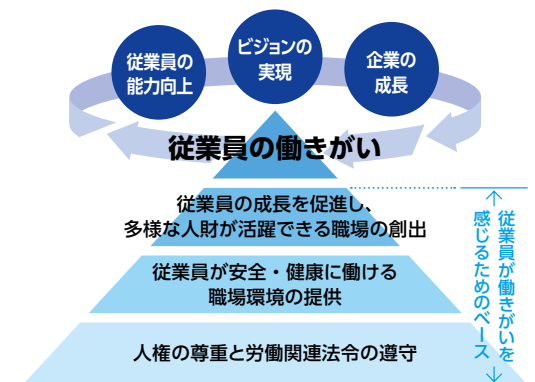 従業員の
能力向上
ビジョンの
実現
企業の
成長
従業員の働きがい
従業員の成長を促進し、
多様な人財が活躍できる職場の創出
従業員が安全・健康に働ける
職場環境の提供
人権の尊重と労働関連法令の遵守
従業員が働きがいを
感じるためのベース